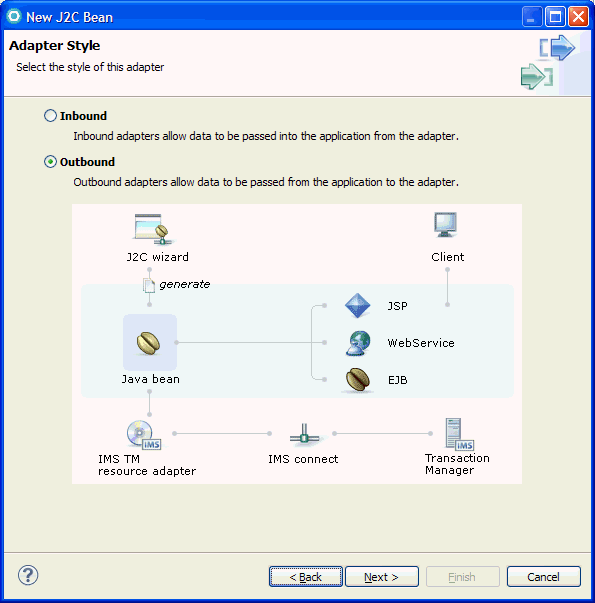 New J2C Bean
Adapter Style
Select the style of this adapter
Inbound
Inbound adapters allow data to be passed into the application from the adapter.
Outbound
Outbound adapters allow data to be passed from the application to the adapter.
J2C wizard
Client
generate
JSP
WebService
Java bean
EJB
IMS
IMS
IMS TM
resource adapter
IMS connect
Transaction
Manager
?
< Back
Next >
Finish
Cancel